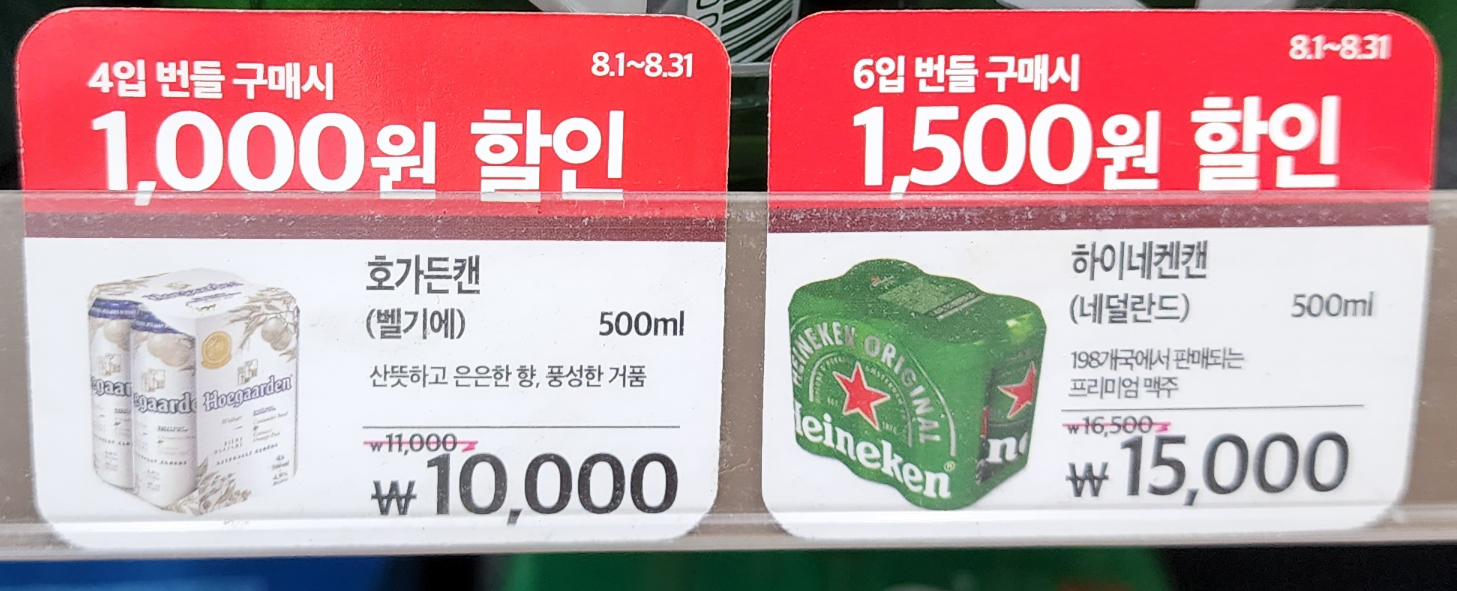 8.1~8.31
4입 번들 구매시
1,000원 할인
호가든캔
(벨기에)
500ml
산뜻하고 은은한 향, 풍성한 거품
₩11,000
₩10,000
Hoegaarden
8.1~8.31
6입 번들 구매시
1,500원 할인
하이네켄캔
(네덜란드)
500ml
198개국에서 판매되는
프리미엄 맥주
₩16,500
₩15,000
HEINEKEN ORIGINAL
Heineken®